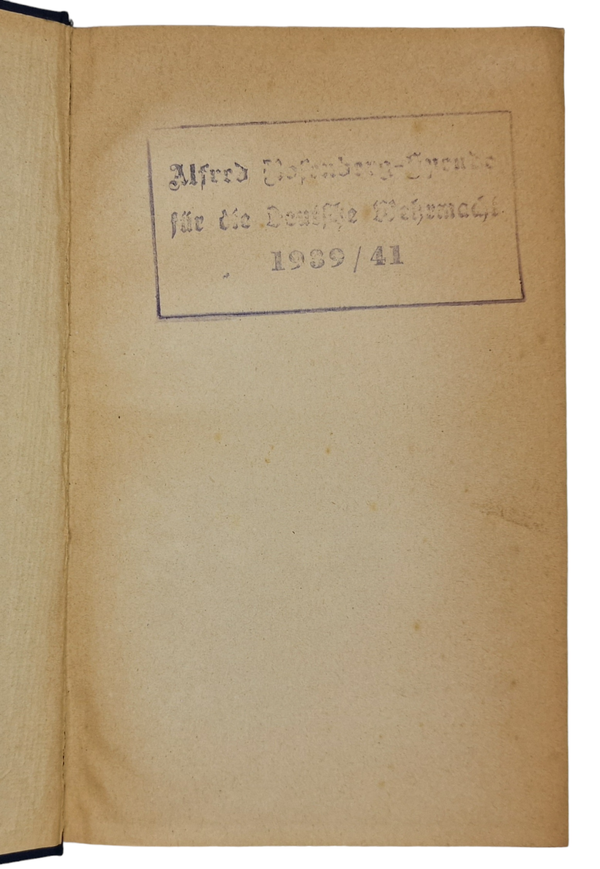 Alfred Rosenberg-Spende
für die Deutsche Wehrmacht
1939/41